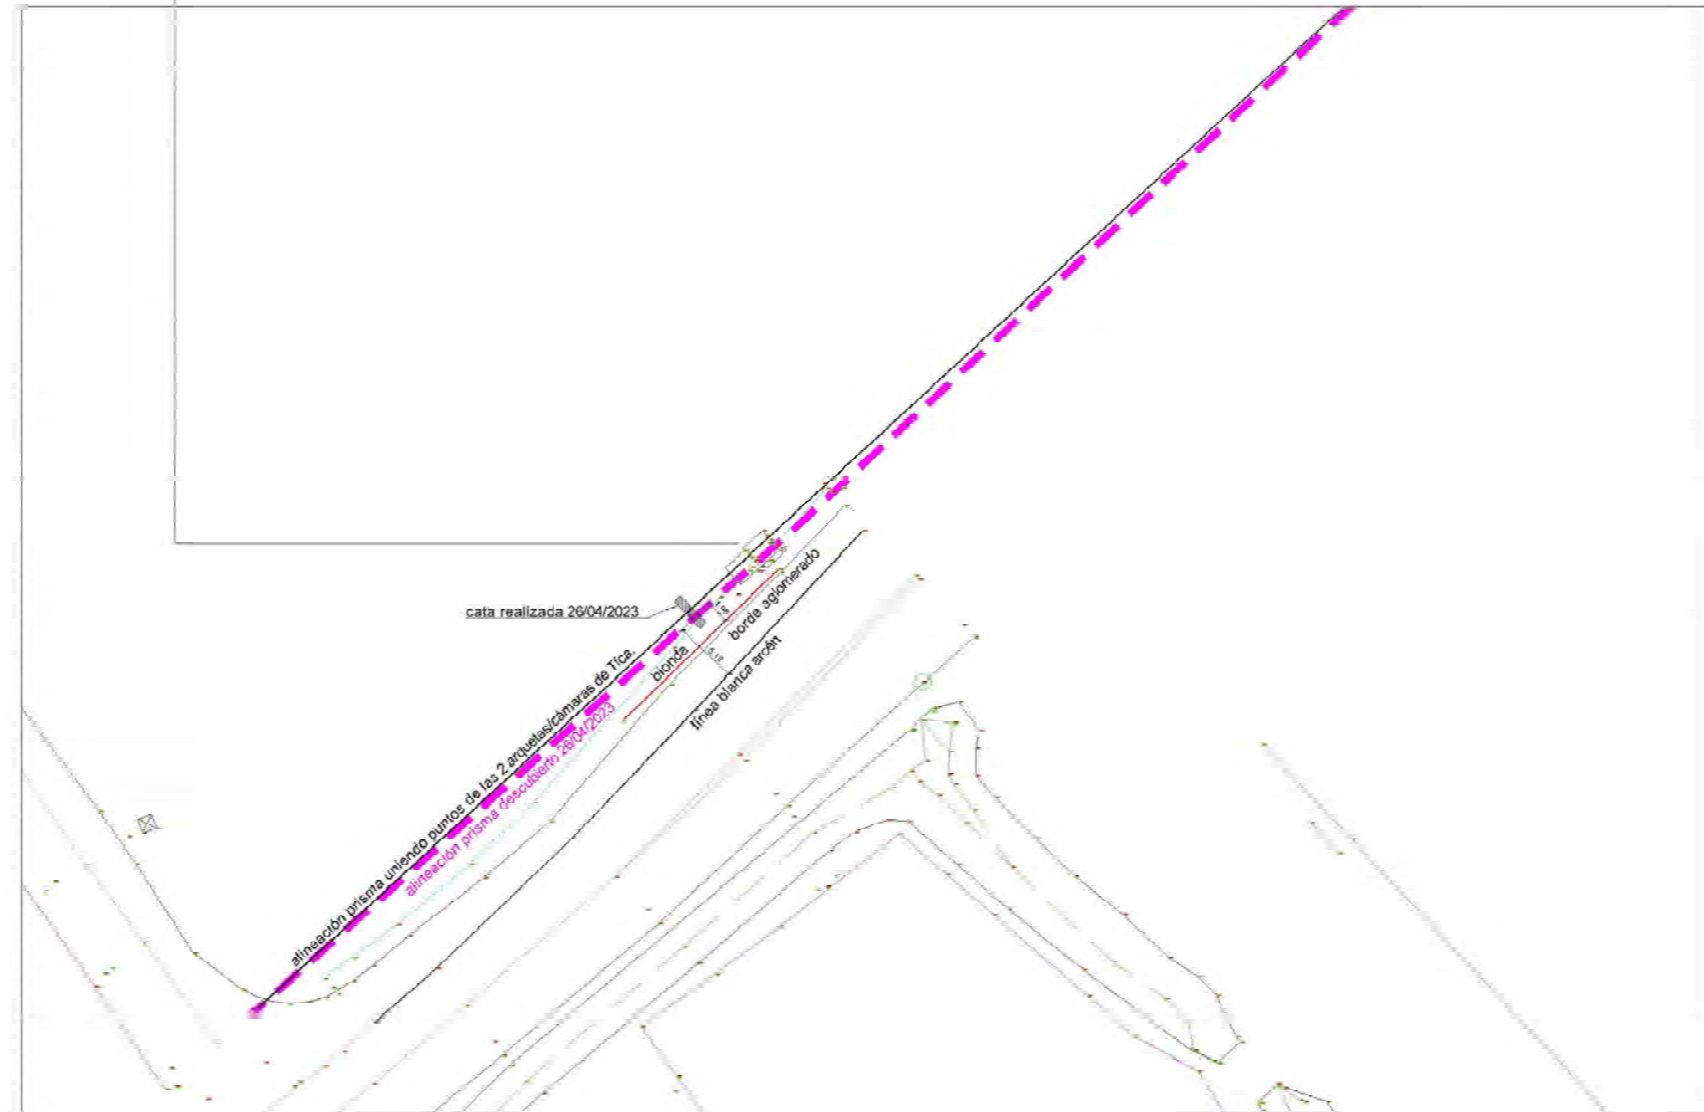 cata realizada 26/04/2023
alineación prisma uniendo puntos de las 2 arquetas/cámaras de Tfca.
alineación prisma descubierto 26/04/2023
bionda
borde aglomerado
línea blanca arcén